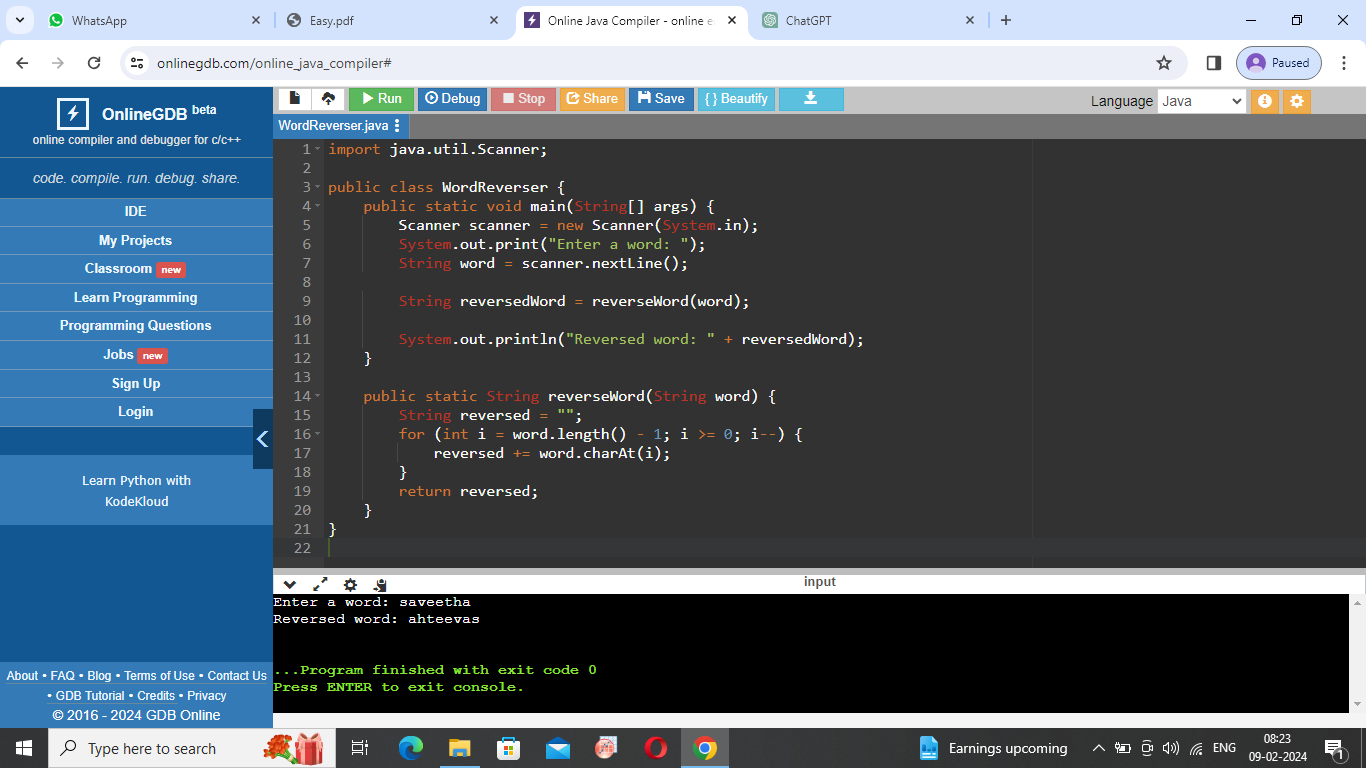 WhatsApp
Easy.pdf
Online Java Compiler - online e
ChatGPT
onlinegdb.com/online_java_compiler#
Paused
OnlineGDB beta
online compiler and debugger for c/c++
code. compile. run. debug. share.
IDE
My Projects
Classroom new
Learn Programming
Programming Questions
Jobs new
Sign Up
Login
Learn Python with
KodeKloud
About • FAQ • Blog • Terms of Use • Contact Us
• GDB Tutorial • Credits • Privacy
© 2016 - 2024 GDB Online
Run Debug Stop Share Save { } Beautify
Language Java
WordReverser.java
1 import java.util.Scanner;
2
3 public class WordReverser {
4     public static void main(String[] args) {
5         Scanner scanner = new Scanner(System.in);
6         System.out.print("Enter a word: ");
7         String word = scanner.nextLine();
8
9         String reversedWord = reverseWord(word);
10
11         System.out.println("Reversed word: " + reversedWord);
12     }
13
14     public static String reverseWord(String word) {
15         String reversed = "";
16         for (int i = word.length() - 1; i >= 0; i--) {
17             reversed += word.charAt(i);
18         }
19         return reversed;
20     }
21 }
22
input
Enter a word: saveetha
Reversed word: ahteevas
...Program finished with exit code 0
Press ENTER to exit console.
Type here to search
Earnings upcoming
ENG
08:23
09-02-2024
1